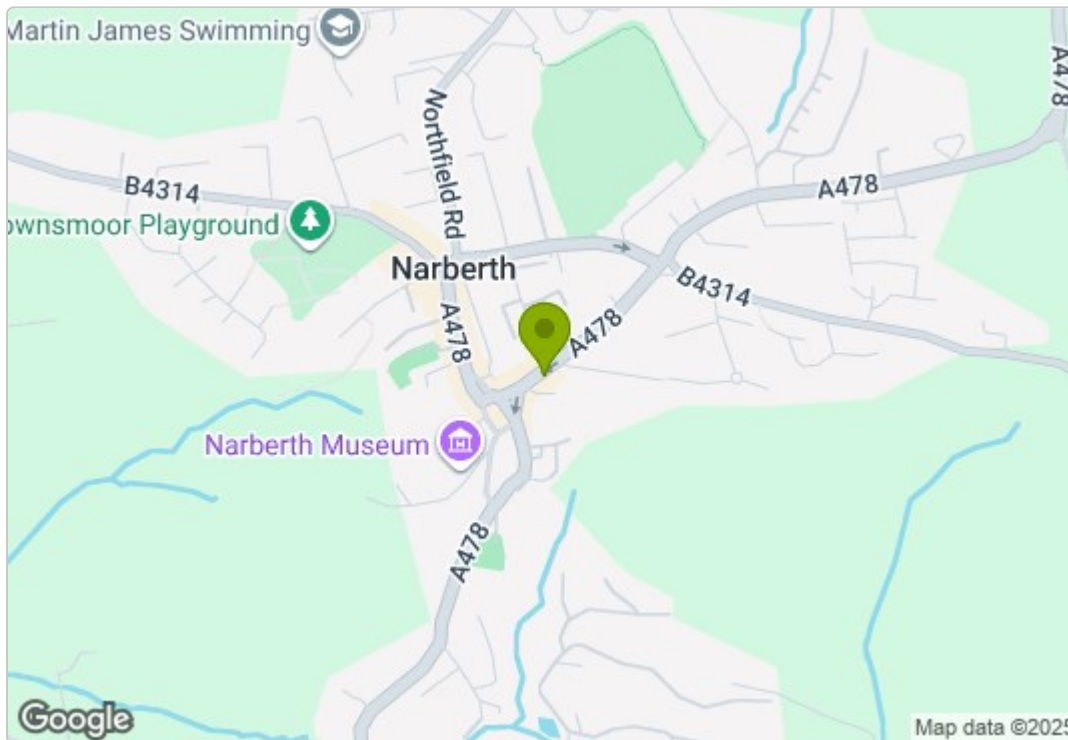 Martin James Swimming
A478
Northfield Rd
B4314
A478
ownsmoor Playground
Narberth
B4314
A478
A478
Narberth Museum
A478
Google
Map data ©2025